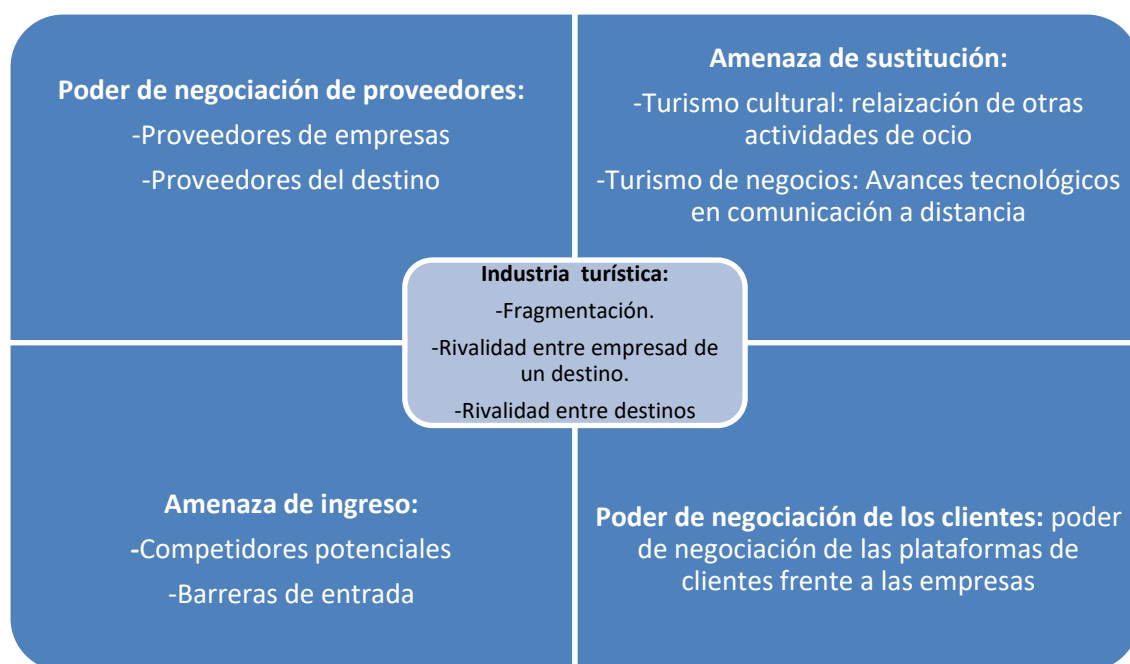 Poder de negociación de proveedores:
-Proveedores de empresas
-Proveedores del destino
Amenaza de sustitución:
-Turismo cultural: relaización de otras
actividades de ocio
-Turismo de negocios: Avances tecnológicos
en comunicación a distancia
Industria turística:
-Fragmentación.
-Rivalidad entre empresad de
un destino.
-Rivalidad entre destinos
Amenaza de ingreso:
-Competidores potenciales
-Barreras de entrada
Poder de negociación de los clientes: poder
de negociación de las plataformas de
clientes frente a las empresas